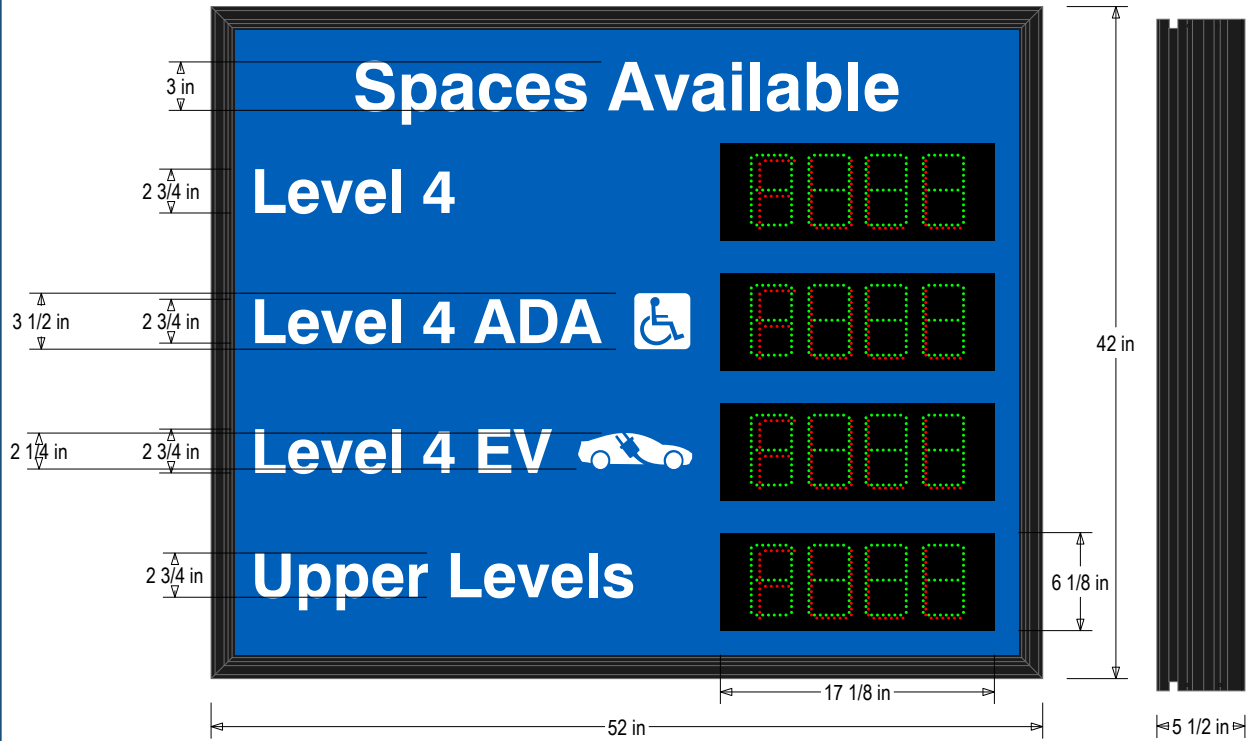 Spaces Available
3 in
Level 4
2 3/4 in
Level 4 ADA
3 1/2 in
2 3/4 in
42 in
Level 4 EV
2 1/4 in
2 3/4 in
Upper Levels
2 3/4 in
6 1/8 in
17 1/8 in
52 in
5 1/2 in